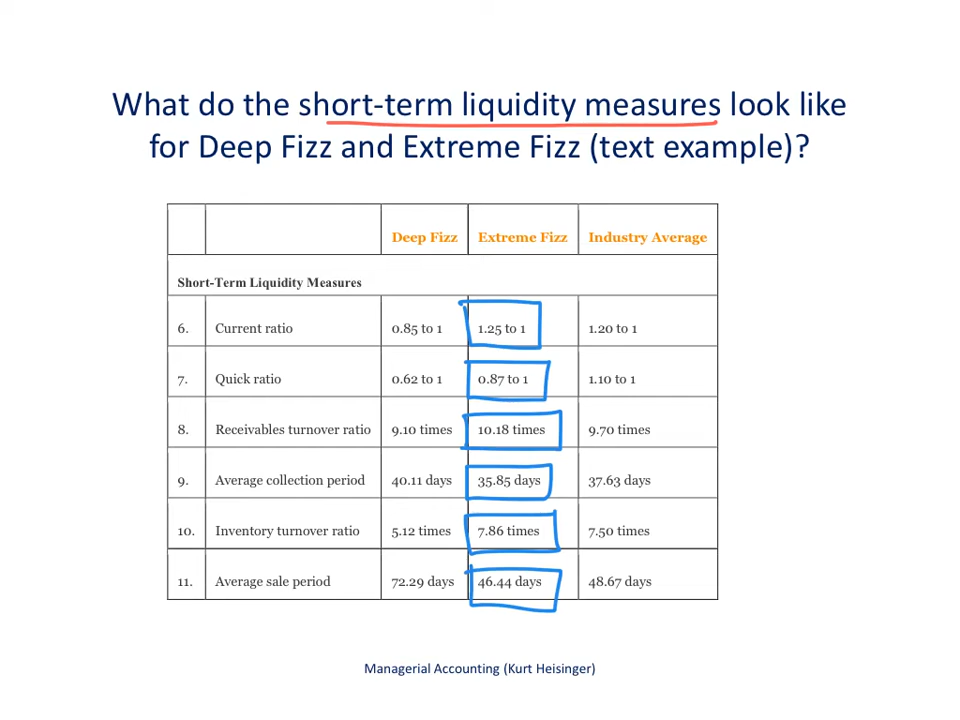 What do the short-term liquidity measures look like
for Deep Fizz and Extreme Fizz (text example)?
Deep Fizz Extreme Fizz Industry Average
Short-Term Liquidity Measures
6. Current ratio 0.85 to 1 1.25 to 1 1.20 to 1
7. Quick ratio 0.62 to 1 0.87 to 1 1.10 to 1
8. Receivables turnover ratio 9.10 times 10.18 times 9.70 times
9. Average collection period 40.11 days 35.85 days 37.63 days
10. Inventory turnover ratio 5.12 times 7.86 times 7.50 times
11. Average sale period 72.29 days 46.44 days 48.67 days
Managerial Accounting (Kurt Heisinger)